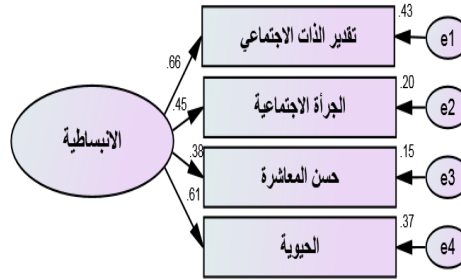 .43
تقدير الذات الاجتماعي
e1
.66
.20
الجرأة الاجتماعية
e2
.45
الانبساطية
.15
حسن المعاشرة
e3
.38
.61
.37
الحيوية
e4